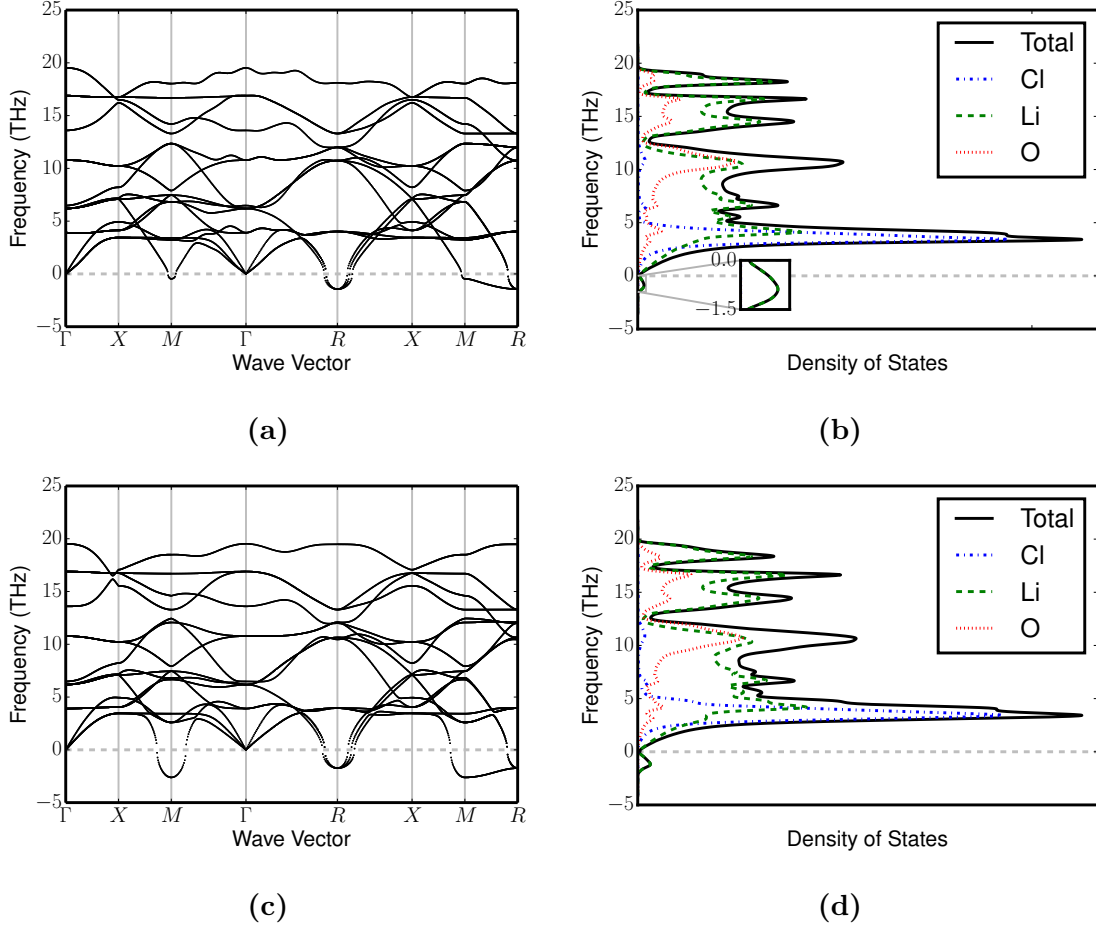 25
20
15
10
5
0
−5
Frequency (THz)
Γ X M Γ R X M R
Wave Vector
(a)
25
20
15
10
5
0
−5
Frequency (THz)
Total
Cl
Li
O
0.0
−1.5
Density of States
(b)
25
20
15
10
5
0
−5
Frequency (THz)
Γ X M Γ R X M R
Wave Vector
(c)
25
20
15
10
5
0
−5
Frequency (THz)
Total
Cl
Li
O
Density of States
(d)